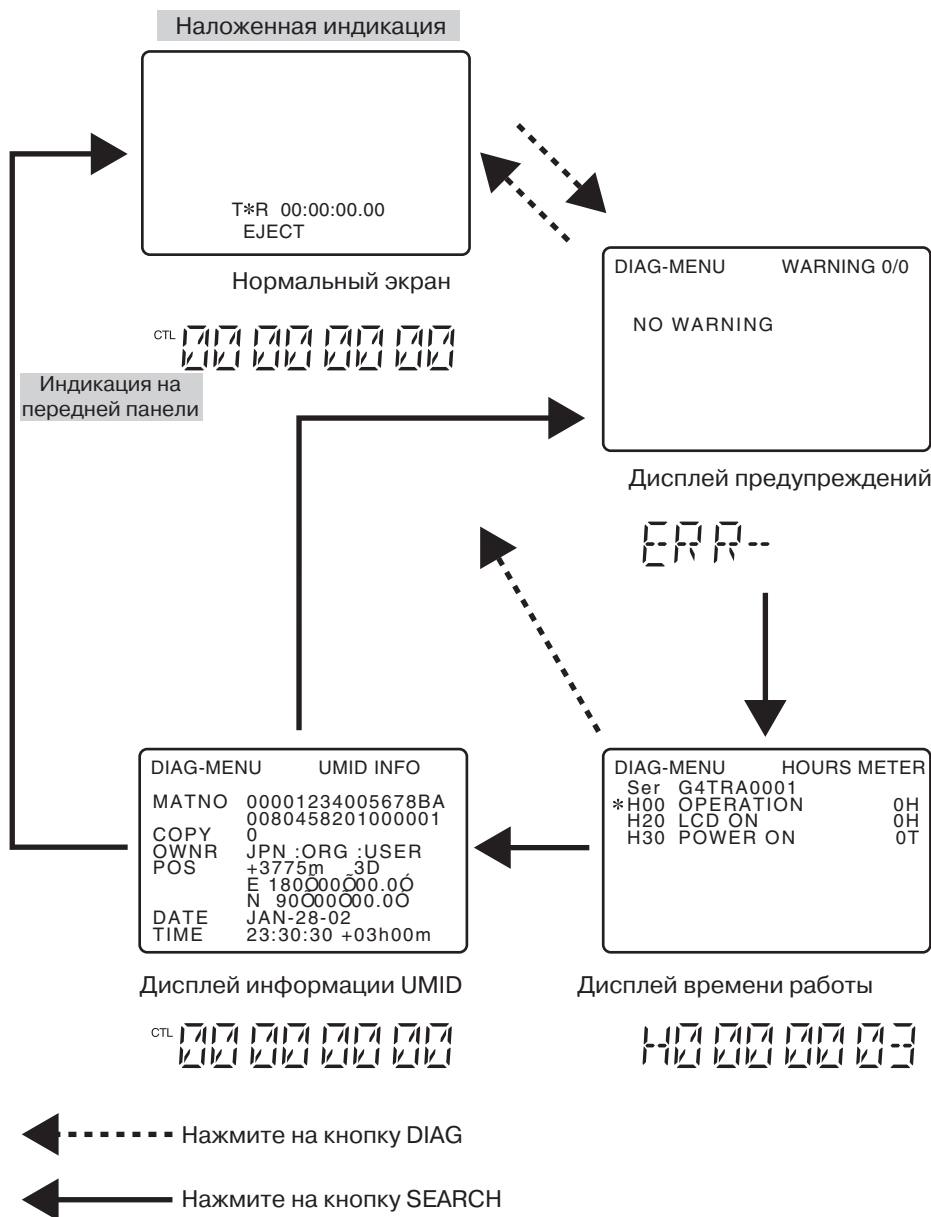 Наложенная индикация
T*R 00:00:00.00
EJECT
Нормальный экран
CTL 00 00 00 00
Индикация на
передней панели
DIAG-MENU WARNING 0/0
NO WARNING
Дисплей предупреждений
ERR--
DIAG-MENU UMID INFO
MATNO 00001234005678BA
0080458201000001
COPY 0
OWNR JPN :ORG :USER
POS +3775m 3D
E 180Õ00Õ00.0Ó
N 90Õ00Õ00.0Ó
DATE JAN-28-02
TIME 23:30:30 +03h00m
Дисплей информации UMID
CTL 00 00 00 00
DIAG-MENU HOURS METER
Ser G4TRA0001
*H00 OPERATION 0H
H20 LCD ON 0H
H30 POWER ON 0T
Дисплей времени работы
H0 00 00 03
Нажмите на кнопку DIAG
Нажмите на кнопку SEARCH